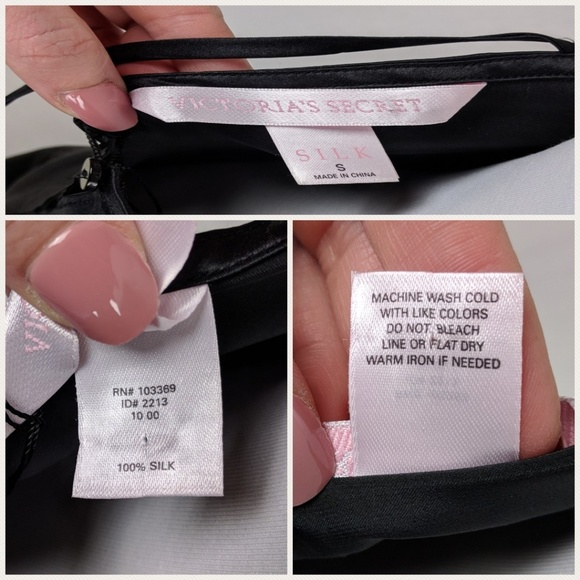 VICTORIA'S SECRET
SILK
S
MADE IN CHINA
RN# 103369
ID# 2213
10 00
100% SILK
MACHINE WASH COLD
WITH LIKE COLORS
DO NOT BLEACH
LINE OR FLAT DRY
WARM IRON IF NEEDED